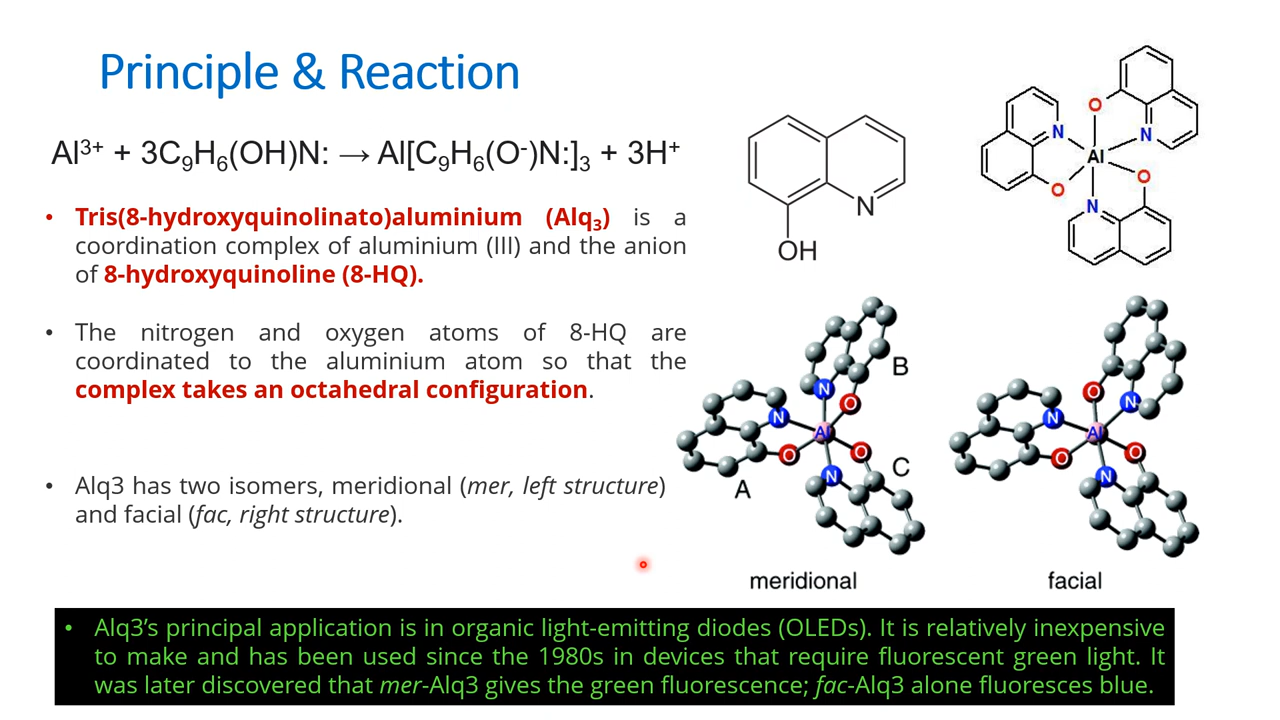 Principle & Reaction
Al³⁺ + 3C₉H₆(OH)N: → Al[C₉H₆(O⁻)N:]₃ + 3H⁺
• Tris(8-hydroxyquinolinato)aluminium (Alq₃) is a
coordination complex of aluminium (III) and the anion
of 8-hydroxyquinoline (8-HQ).
• The nitrogen and oxygen atoms of 8-HQ are
coordinated to the aluminium atom so that the
complex takes an octahedral configuration.
• Alq3 has two isomers, meridional (mer, left structure)
and facial (fac, right structure).
N
OH
O
N
N
Al
O
O
N
B
N
O
N
Al
O
O
C
N
A
meridional
O
N
N
Al
O
O
N
facial
• Alq3’s principal application is in organic light-emitting diodes (OLEDs). It is relatively inexpensive
to make and has been used since the 1980s in devices that require fluorescent green light. It
was later discovered that mer-Alq3 gives the green fluorescence; fac-Alq3 alone fluoresces blue.